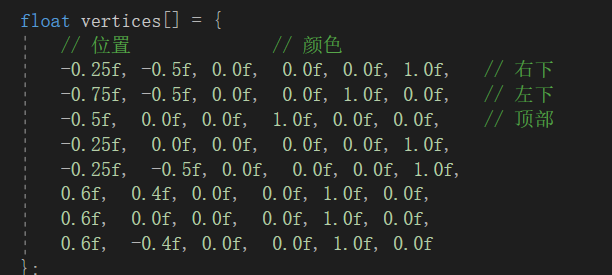 float vertices[] = {
// 位置 // 颜色
-0.25f, -0.5f, 0.0f, 0.0f, 0.0f, 1.0f, // 右下
-0.75f, -0.5f, 0.0f, 0.0f, 1.0f, 0.0f, // 左下
-0.5f, 0.0f, 0.0f, 1.0f, 0.0f, 0.0f, // 顶部
-0.25f, 0.0f, 0.0f, 0.0f, 0.0f, 1.0f,
-0.25f, -0.5f, 0.0f, 0.0f, 0.0f, 1.0f,
0.6f, 0.4f, 0.0f, 0.0f, 1.0f, 0.0f,
0.6f, 0.0f, 0.0f, 0.0f, 1.0f, 0.0f,
0.6f, -0.4f, 0.0f, 0.0f, 1.0f, 0.0f
};